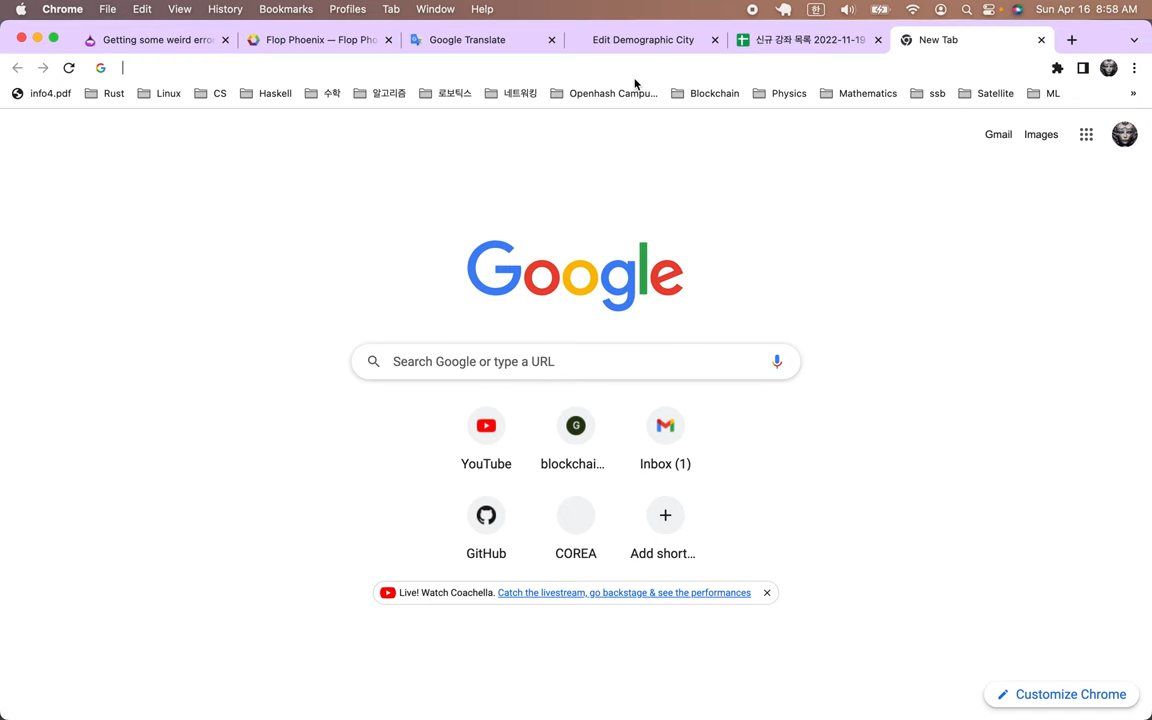 Chrome File Edit View History Bookmarks Profiles Tab Window Help 한 Sun Apr 16 8:58 AM
Getting some weird erro Flop Phoenix — Flop Pho Google Translate Edit Demographic City 신규 강좌 목록 2022-11-19 New Tab
info4.pdf Rust Linux CS Haskell 수학 알고리즘 로보틱스 네트워킹 Openhash Campu... Blockchain Physics Mathematics ssb Satellite ML »
Gmail Images
Google
Search Google or type a URL
G
YouTube blockchai... Inbox (1)
GitHub COREA Add short...
Live! Watch Coachella. Catch the livestream, go backstage & see the performances
Customize Chrome